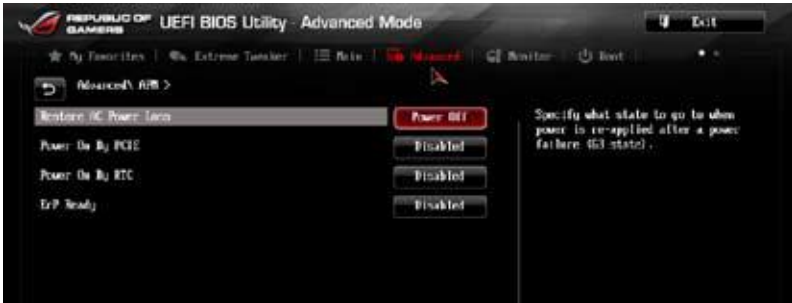 REPUBLIC OF GAMERS UEFI BIOS Utility - Advanced Mode Exit
My Favorites Extreme Tweaker Main Advanced Monitor Boot
Advanced\ APM >
Restore AC Power Loss Power Off
Power On By PCIE Disabled
Power On By RTC Disabled
ErP Ready Disabled
Specify what state to go to when
power is re-applied after a power
failure (G3 state).